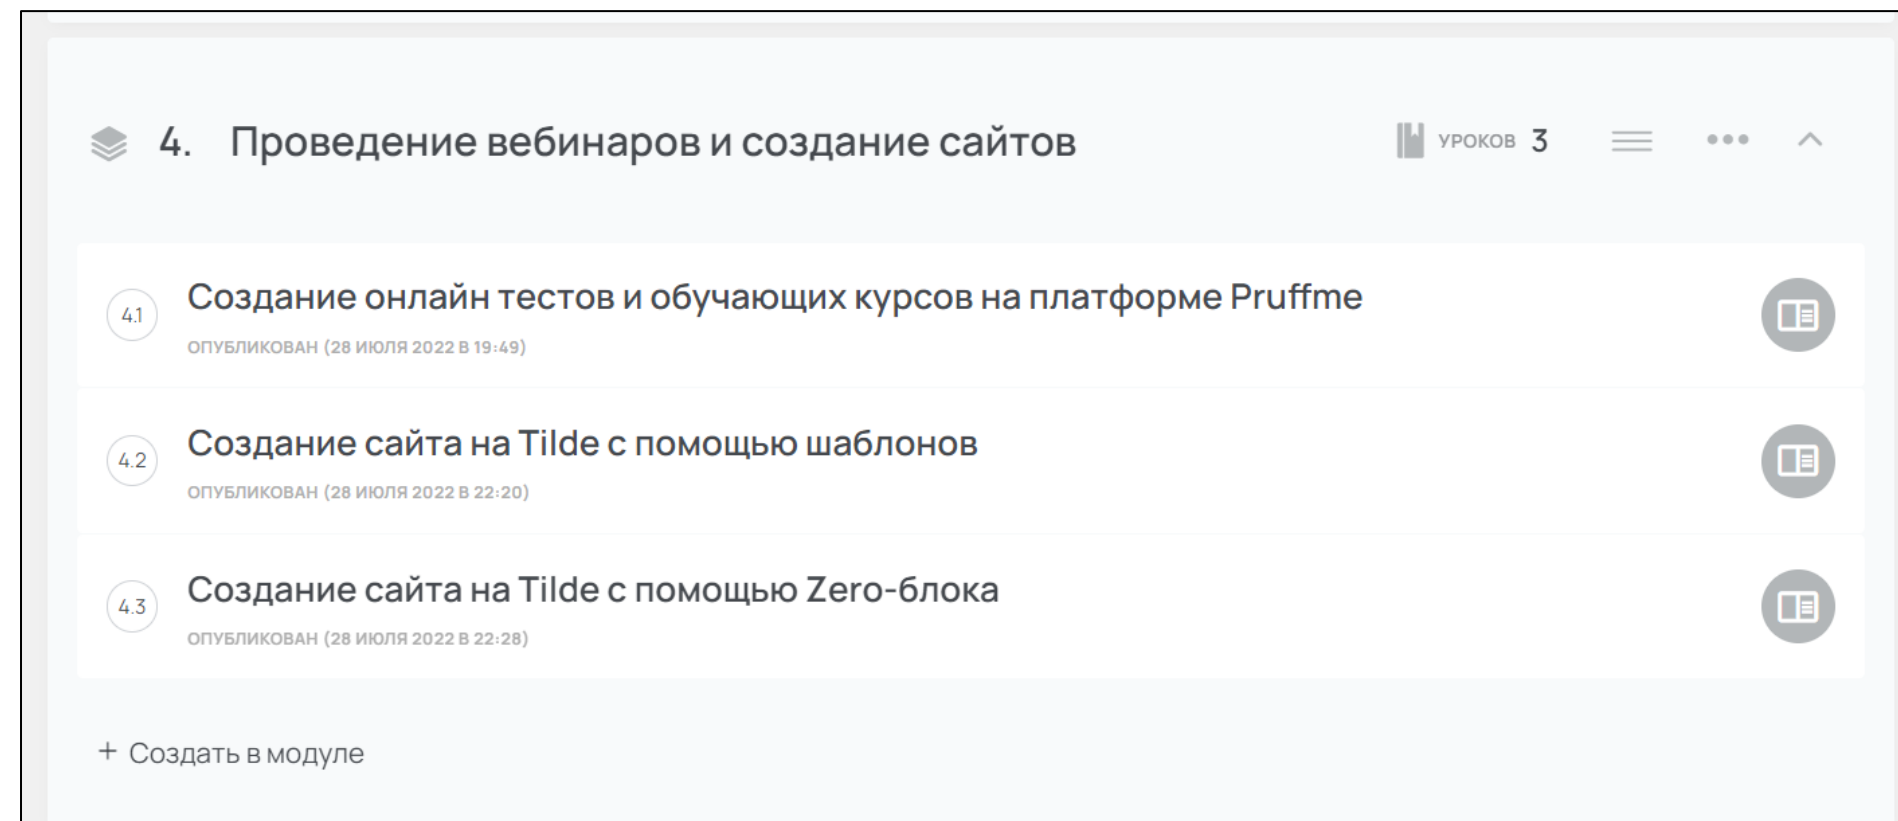 4. Проведение вебинаров и создание сайтов УРОКОВ 3
4.1 Создание онлайн тестов и обучающих курсов на платформе Pruffme
ОПУБЛИКОВАН (28 ИЮЛЯ 2022 В 19:49)
4.2 Создание сайта на Tilde с помощью шаблонов
ОПУБЛИКОВАН (28 ИЮЛЯ 2022 В 22:20)
4.3 Создание сайта на Tilde с помощью Zero-блока
ОПУБЛИКОВАН (28 ИЮЛЯ 2022 В 22:28)
+ Создать в модуле